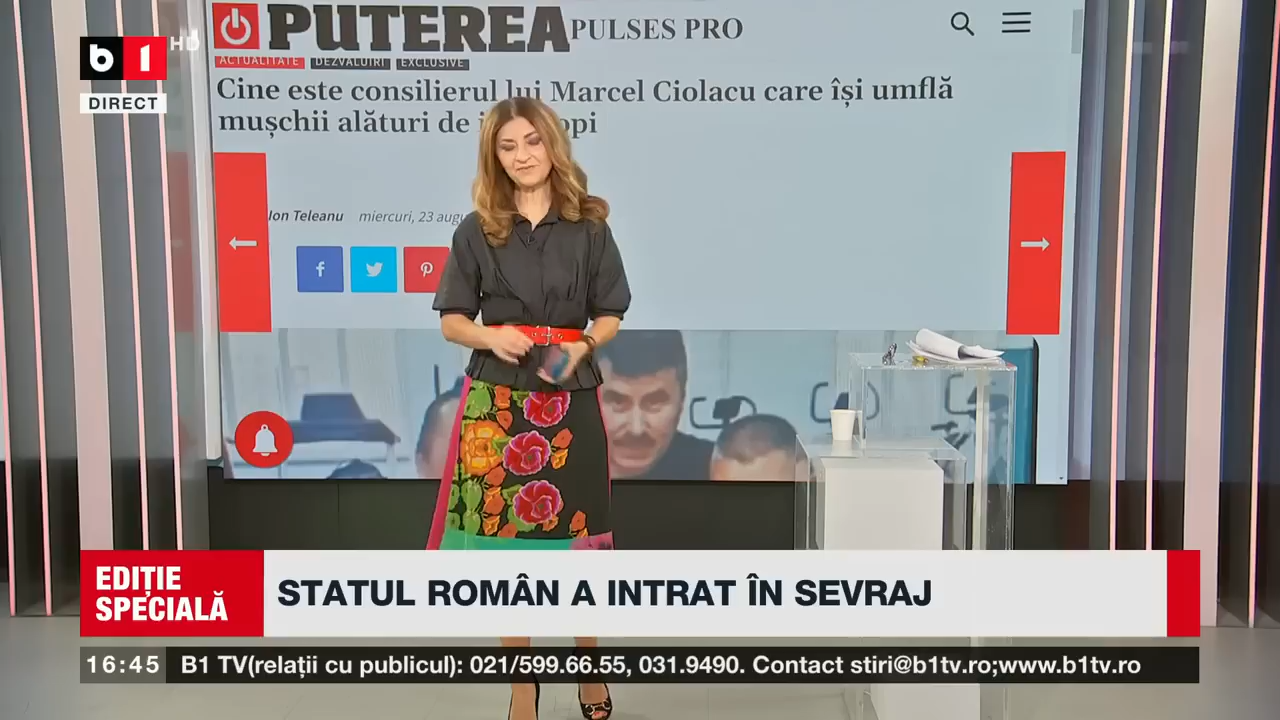 PUTEREA PULSES PRO
b1 HD
DIRECT
ACTUALITATE DEZVALUIRI EXCLUSIVE
Cine este consilierul lui Marcel Ciolacu care își umflă
mușchii alături de
Ion Teleanu miercuri, 23
EDIȚIE
SPECIALĂ
STATUL ROMÂN A INTRAT ÎN SEVRAJ
16:45 B1 TV(relații cu publicul): 021/599.66.55, 031.9490. Contact stiri@b1tv.ro;www.b1tv.ro